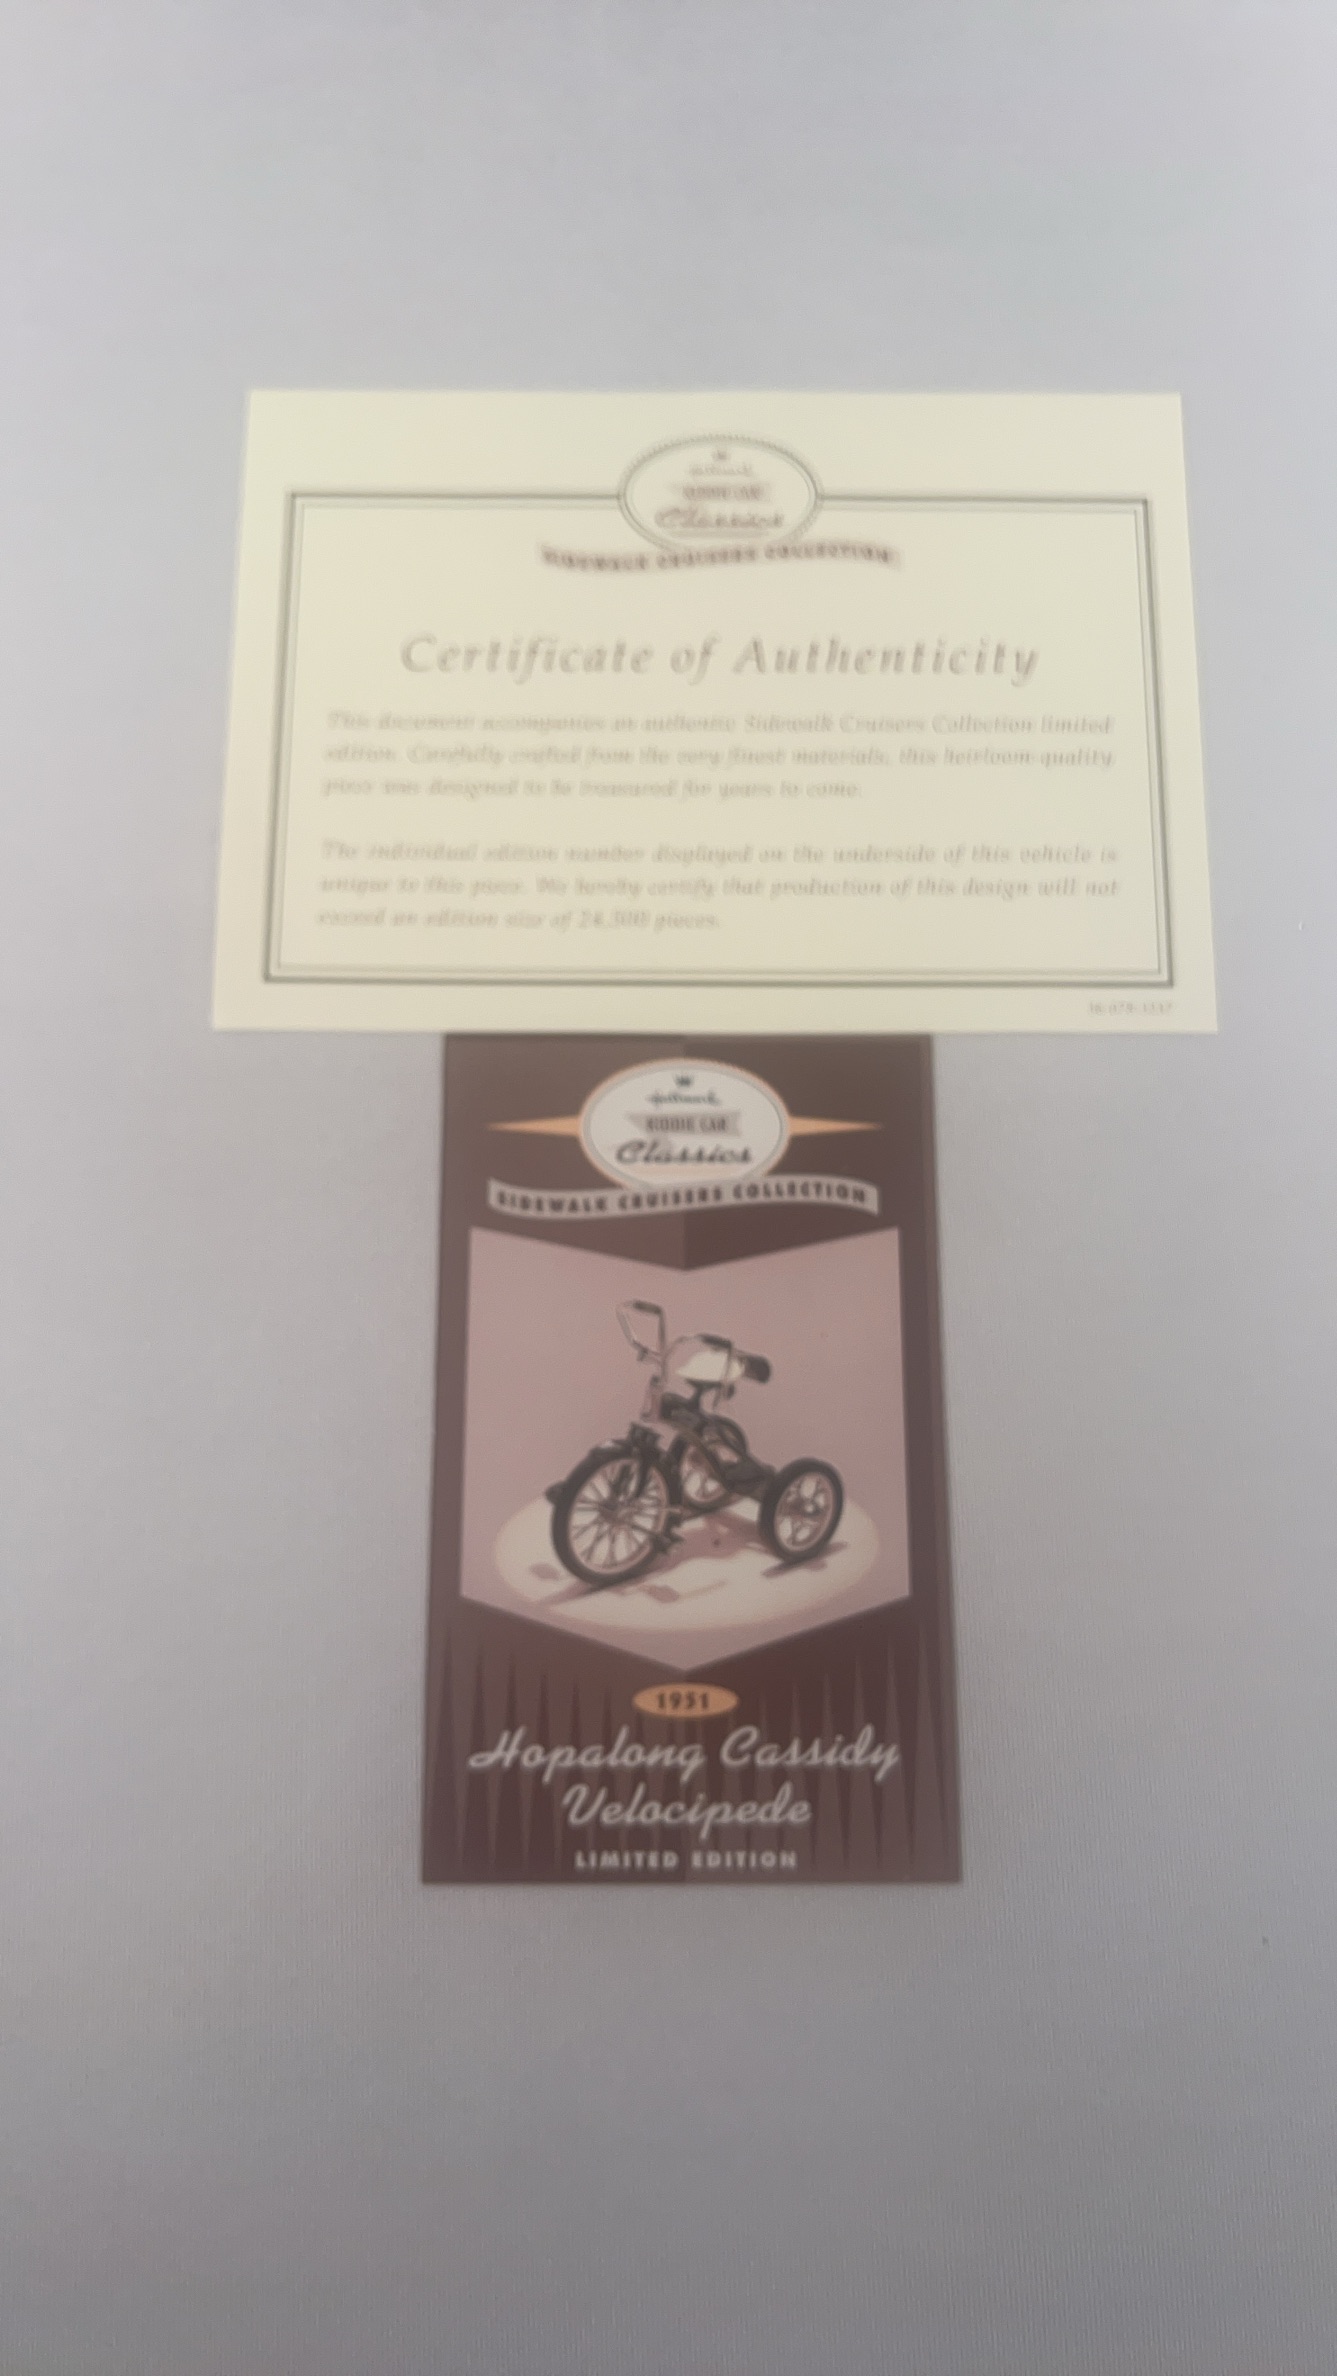 Hallmark
KIDDIE CAR
Classics
SIDEWALK CRUISERS COLLECTION
Certificate of Authenticity
This document accompanies an authentic Sidewalk Cruisers Collection limited
edition. Carefully crafted from the very finest materials, this heirloom-quality
piece was designed to be treasured for years to come.
The individual edition number displayed on the underside of this vehicle is
unique to this piece. We hereby certify that production of this design will not
exceed an edition size of 24,500 pieces.
Hallmark
KIDDIE CAR
Classics
SIDEWALK CRUISERS COLLECTION
1951
Hopalong Cassidy
Velocipede
LIMITED EDITION